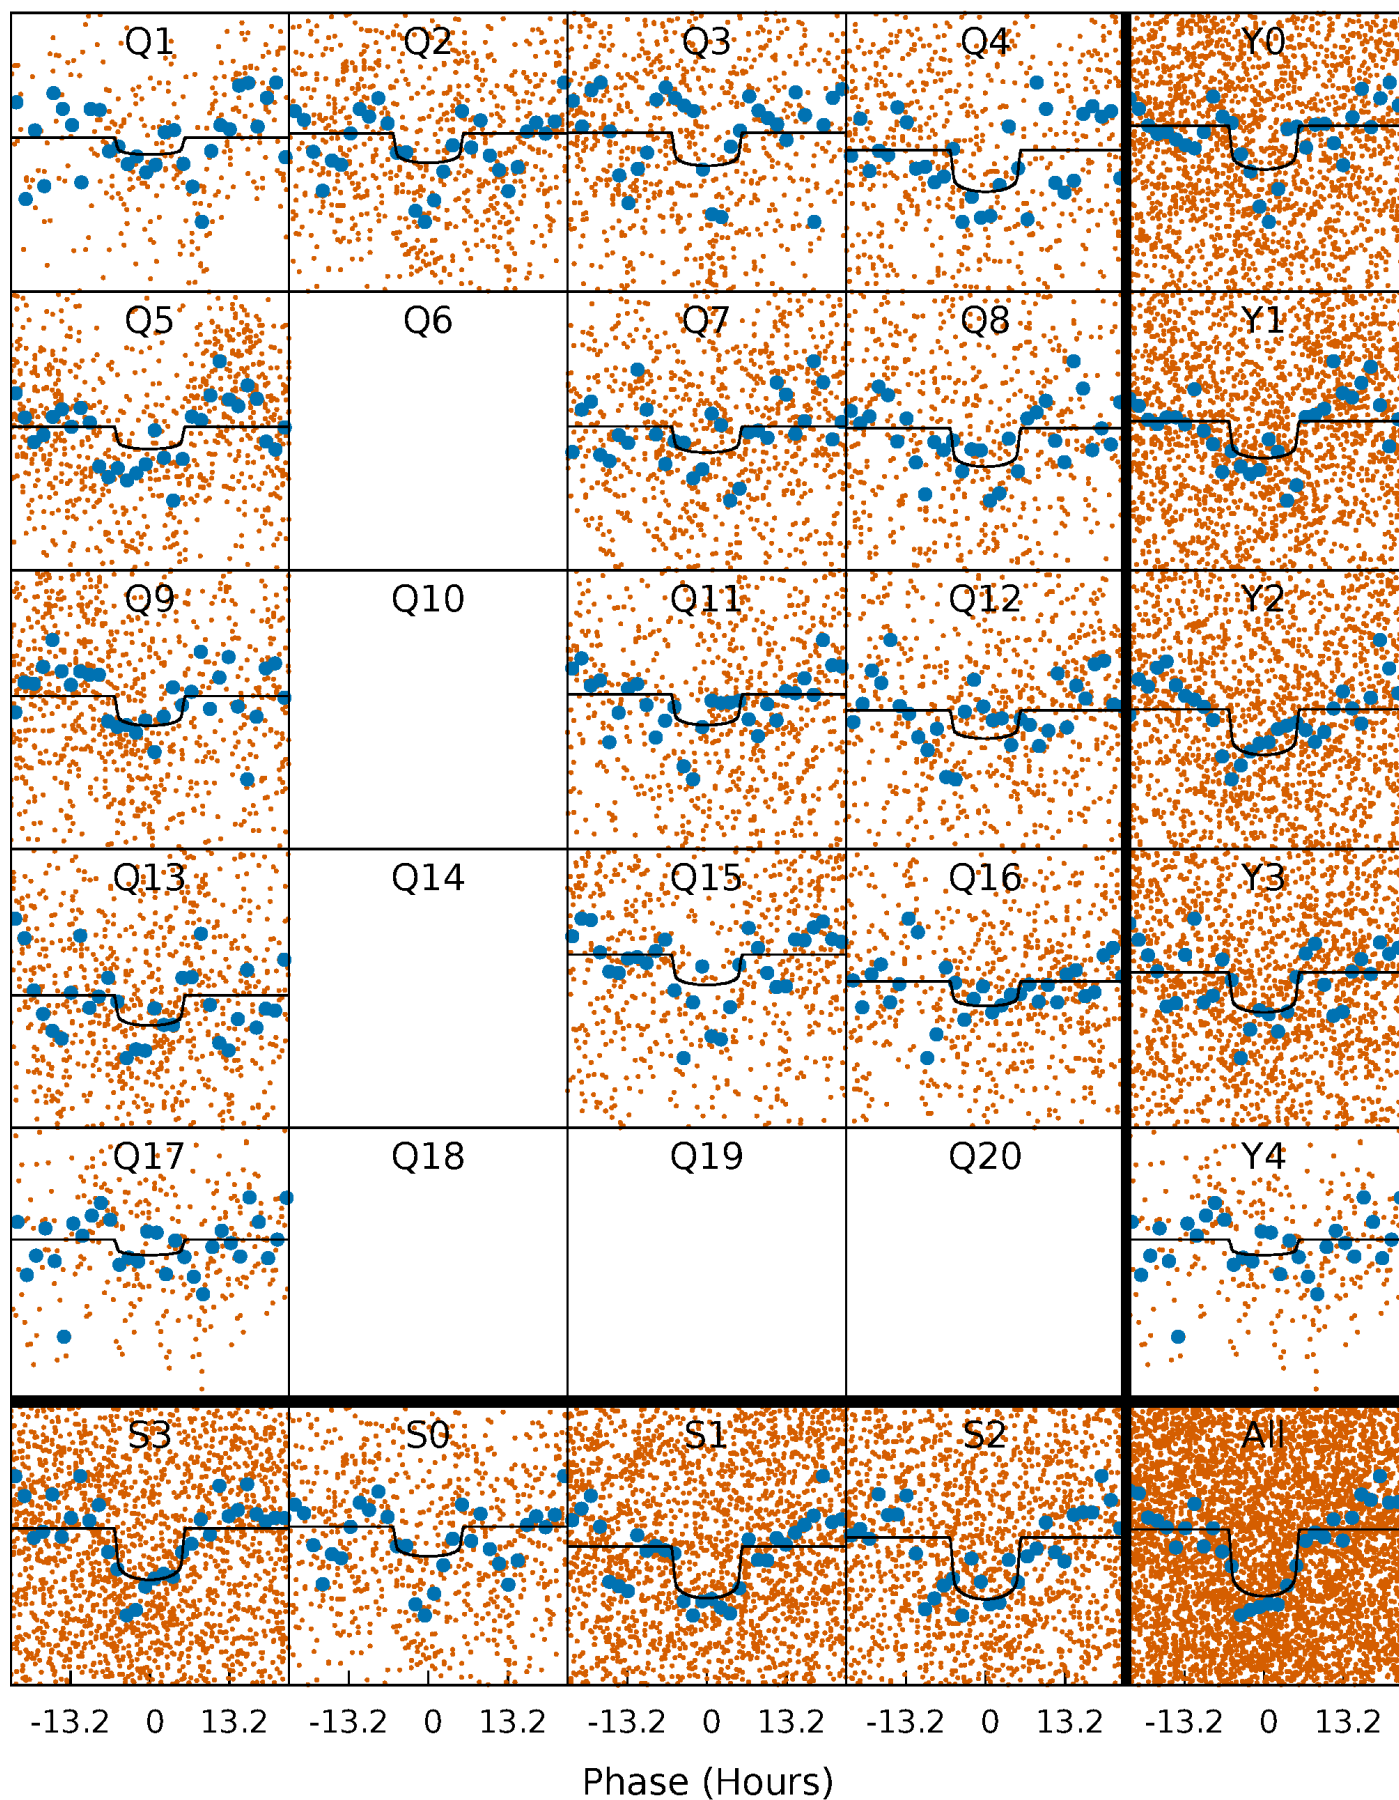 Q1 Q2 Q3 Q4 Y0
Q5 Q6 Q7 Q8 Y1
Q9 Q10 Q11 Q12 Y2
Q13 Q14 Q15 Q16 Y3
Q17 Q18 Q19 Q20 Y4
S3 S0 S1 S2 All
-13.2 0 13.2 -13.2 0 13.2 -13.2 0 13.2 -13.2 0 13.2 -13.2 0 13.2
Phase (Hours)